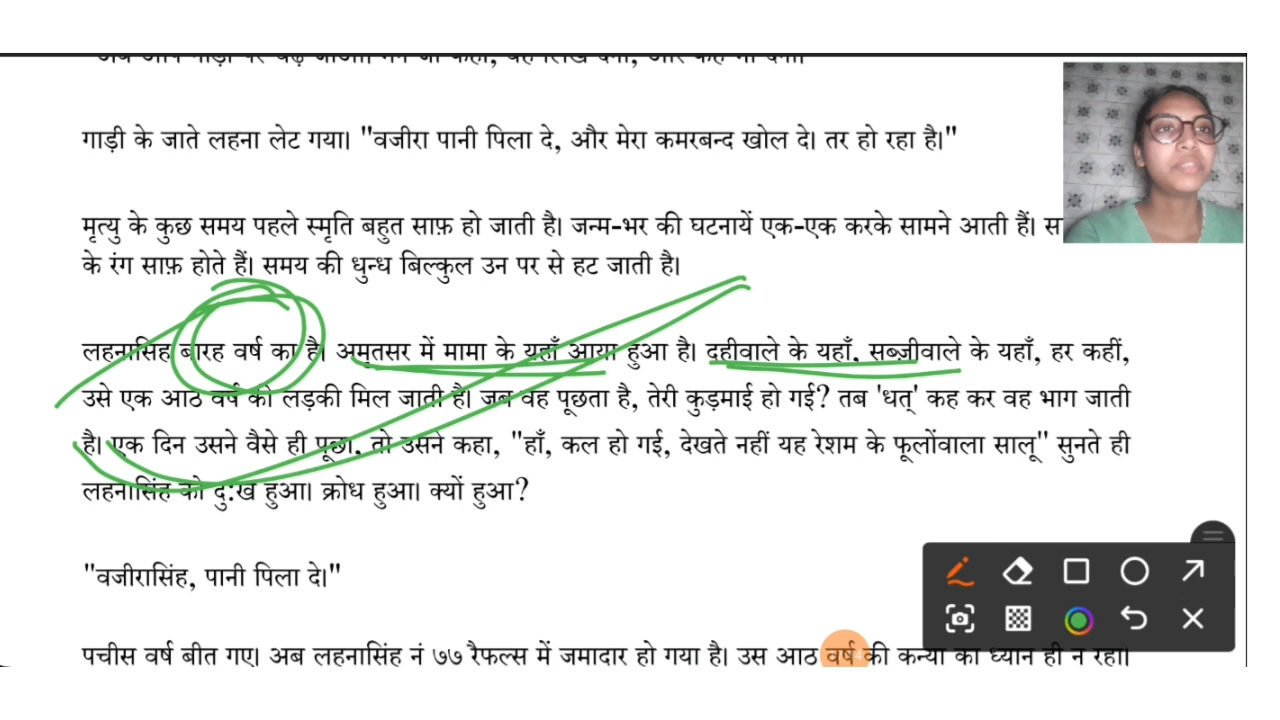 गाड़ी के जाते लहना लेट गया। "वजीरा पानी पिला दे, और मेरा कमरबन्द खोल दे। तर हो रहा है।"
मृत्यु के कुछ समय पहले स्मृति बहुत साफ़ हो जाती है। जन्म-भर की घटनायें एक-एक करके सामने आती हैं।
के रंग साफ़ होते हैं। समय की धुन्ध बिल्कुल उन पर से हट जाती है।
लहनासिंह बारह वर्ष का है। अमृतसर में मामा के यहाँ आया हुआ है। दहीवाले के यहाँ, सब्ज़ीवाले के यहाँ, हर कहीं,
उसे एक आठ वर्ष की लड़की मिल जाती है। जब वह पूछता है, तेरी कुड़माई हो गई? तब 'धत्' कह कर वह भाग जाती
है। एक दिन उसने वैसे ही पूछा, तो उसने कहा, "हाँ, कल हो गई, देखते नहीं यह रेशम के फूलोंवाला सालू" सुनते ही
लहनासिंह को दु:ख हुआ। क्रोध हुआ। क्यों हुआ?
"वजीरासिंह, पानी पिला दे।"
पचीस वर्ष बीत गए। अब लहनासिंह नं ७७ रैफल्स में जमादार हो गया है। उस आठ वर्ष की कन्या का ध्यान ही न रहा।